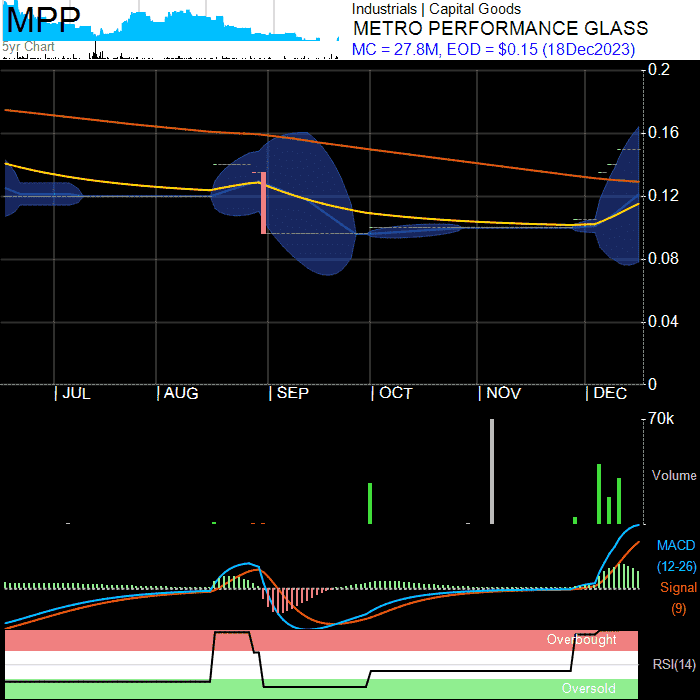 MPP
5yr Chart
Industrials | Capital Goods
METRO PERFORMANCE GLASS
MC = 27.8M, EOD = $0.15 (18Dec2023)
0.2
0.16
0.12
0.08
0.04
0
JUL AUG SEP OCT NOV DEC
70k
Volume
MACD
(12-26)
Signal
(9)
Overbought
RSI(14)
Oversold